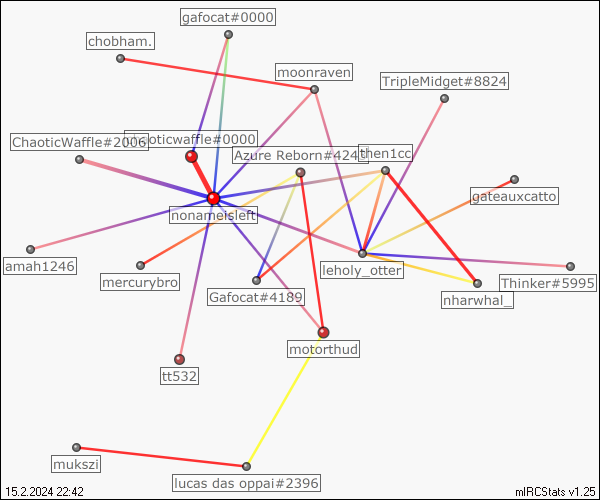 gafocat#0000
chobham.
moonraven
TripleMidget#8824
ChaoticWaffle#2006
chaoticwaffle#0000
Azure Reborn#424
then1cc
gateauxcatto
nonameisleft
amah1246
mercurybro
leholy_otter
Thinker#5995
Gafocat#4189
nharwhal_
motorthud
tt532
mukszi
lucas das oppai#2396
15.2.2024 22:42
mIRCStats v1.25